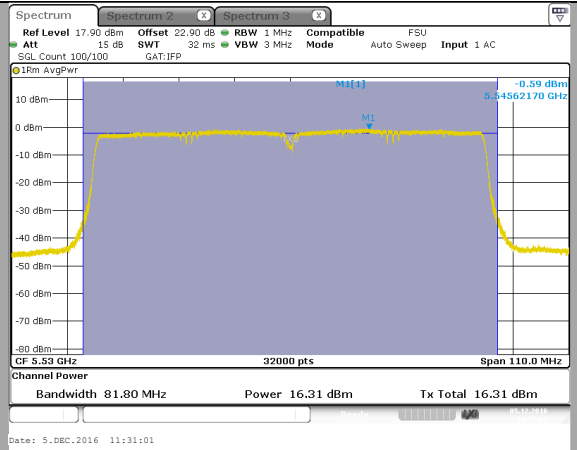 Spectrum Spectrum 2 X Spectrum 3 X
Ref Level 17.90 dBm Offset 22.90 dB RBW 1 MHz Compatible FSU
Att 15 dB SWT 32 ms VBW 3 MHz Mode Auto Sweep Input 1 AC
SGL Count 100/100 GAT:IFP
1Rm AvgPwr
M1[1] -0.59 dBm
5.54562170 GHz
10 dBm
M1
0 dBm
-10 dBm
-20 dBm
-30 dBm
-40 dBm
-50 dBm
-60 dBm
-70 dBm
-80 dBm
CF 5.53 GHz 32000 pts Span 110.0 MHz
Channel Power
Bandwidth 81.80 MHz Power 16.31 dBm Tx Total 16.31 dBm
Ready 05.12.2016
Date: 5.DEC.2016 11:31:01